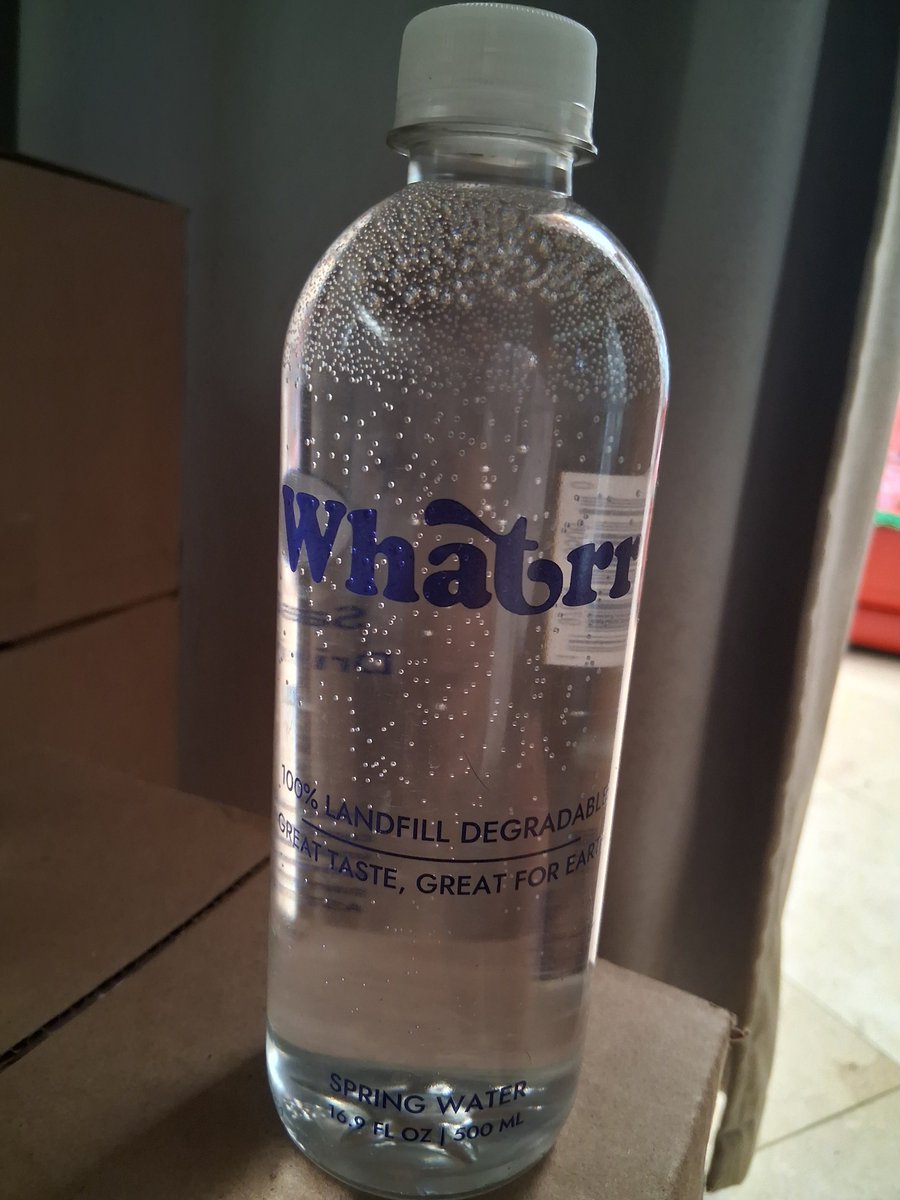 Whatrr
100% LANDFILL DEGRADABLE
GREAT TASTE, GREAT FOR EARTH
SPRING WATER
16.9 FL OZ | 500 ML